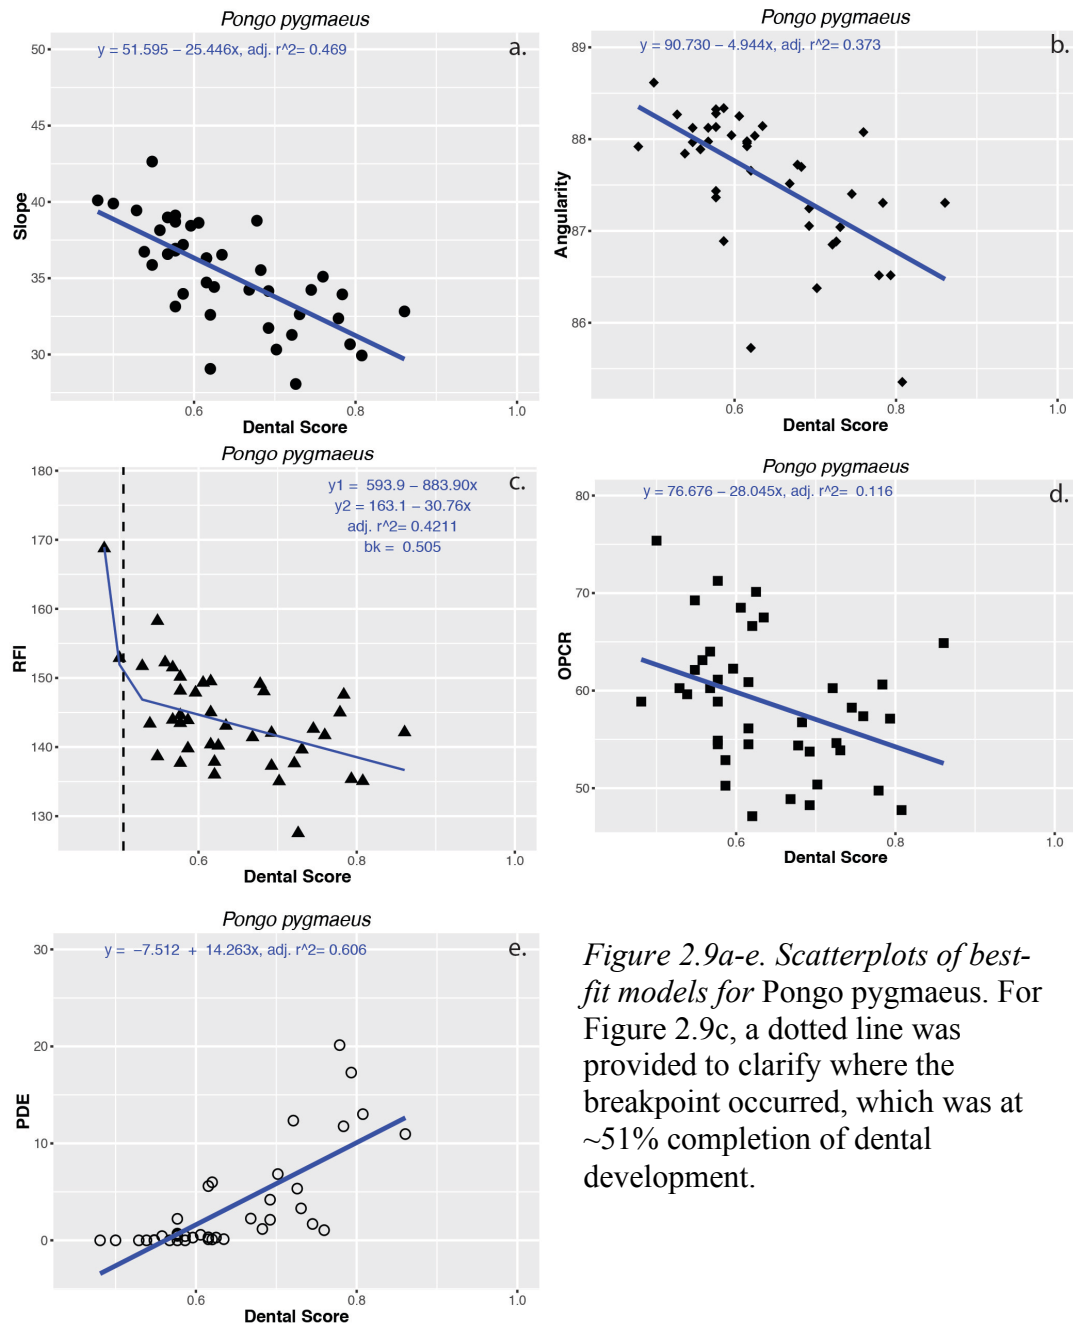 Pongo pygmaeus
y = 51.595 − 25.446x, adj. r^2= 0.469
a.
50
45
40
35
30
Slope
0.6 0.8 1.0
Dental Score
Pongo pygmaeus
y = 90.730 − 4.944x, adj. r^2= 0.373
b.
89
88
87
86
Angularity
0.6 0.8 1.0
Dental Score
Pongo pygmaeus
c.
y1 = 593.9 − 883.90x
y2 = 163.1 − 30.76x
adj. r^2= 0.4211
bk = 0.505
180
170
160
150
140
130
RFI
0.6 0.8 1.0
Dental Score
Pongo pygmaeus
y = 76.676 − 28.045x, adj. r^2= 0.116
d.
80
70
60
50
OPCR
0.6 0.8 1.0
Dental Score
Pongo pygmaeus
y = −7.512 + 14.263x, adj. r^2= 0.606
e.
30
20
10
0
PDE
0.6 0.8 1.0
Dental Score
Figure 2.9a-e. Scatterplots of best-
fit models for Pongo pygmaeus. For
Figure 2.9c, a dotted line was
provided to clarify where the
breakpoint occurred, which was at
~51% completion of dental
development.